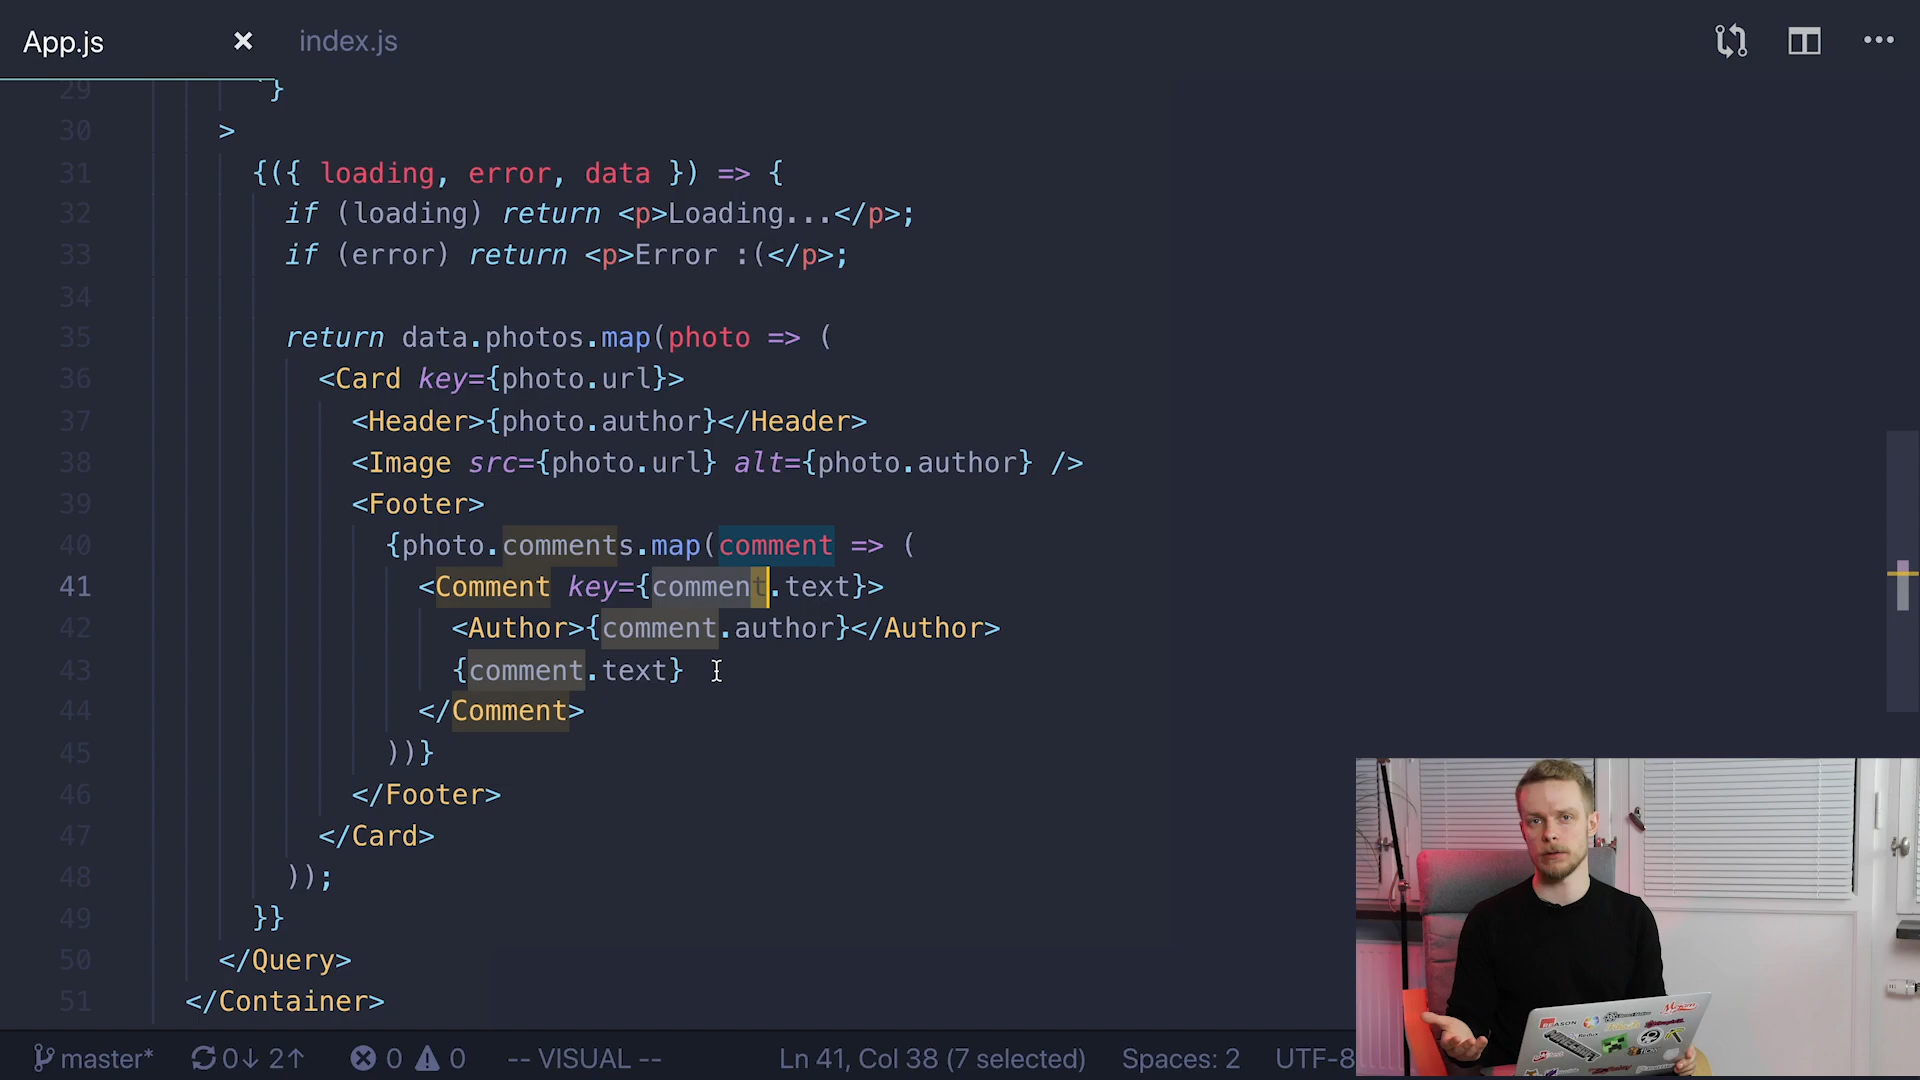 App.js × index.js
29 `}
30 >
31 {({ loading, error, data }) => {
32 if (loading) return <p>Loading...</p>;
33 if (error) return <p>Error :(</p>;
34
35 return data.photos.map(photo => (
36 <Card key={photo.url}>
37 <Header>{photo.author}</Header>
38 <Image src={photo.url} alt={photo.author} />
39 <Footer>
40 {photo.comments.map(comment => (
41 <Comment key={comment.text}>
42 <Author>{comment.author}</Author>
43 {comment.text}
44 </Comment>
45 ))}
46 </Footer>
47 </Card>
48 ));
49 }}
50 </Query>
51 </Container>
master* 0↓ 2↑ 0 0 -- VISUAL -- Ln 41, Col 38 (7 selected) Spaces: 2 UTF-8
REASON
MINECRAFT